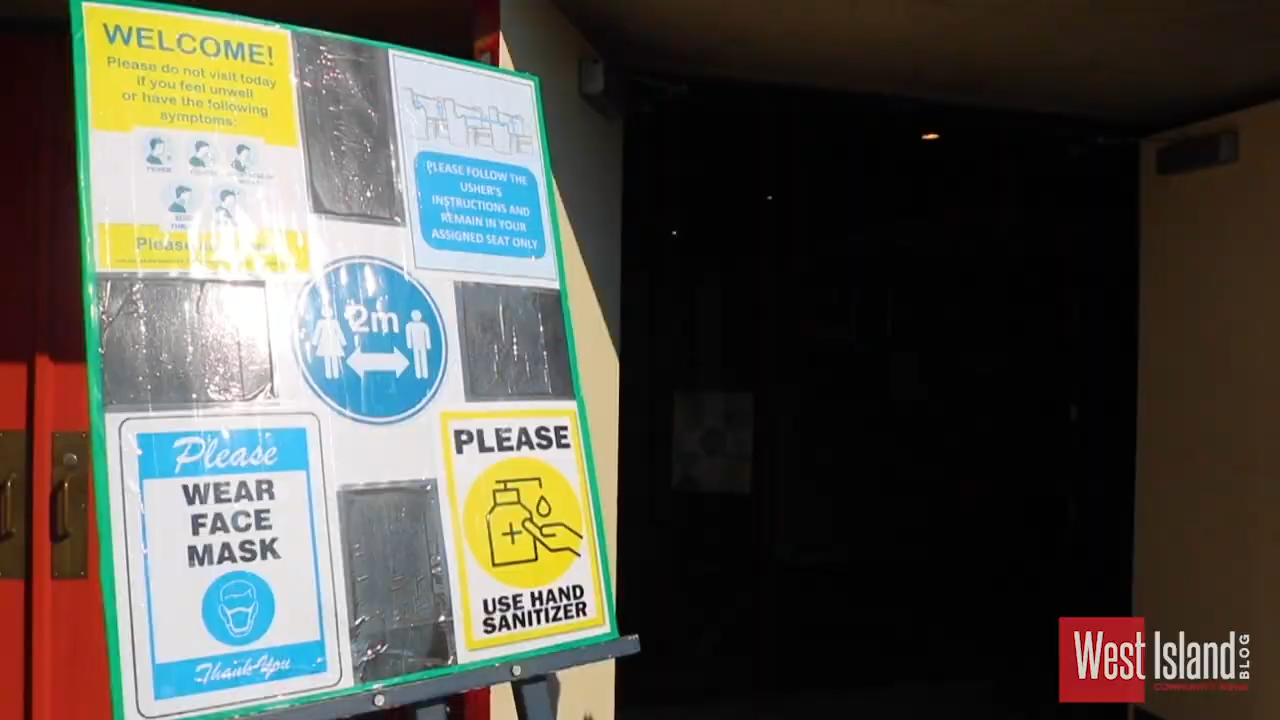 WELCOME!
Please do not visit today
if you feel unwell
or have the following
symptoms:
Please
PLEASE FOLLOW THE
USHER'S
INSTRUCTIONS AND
REMAIN IN YOUR
ASSIGNED SEAT ONLY
2m
Please
WEAR
FACE
MASK
Thank You
PLEASE
USE HAND
SANITIZER
West Island
BLOG